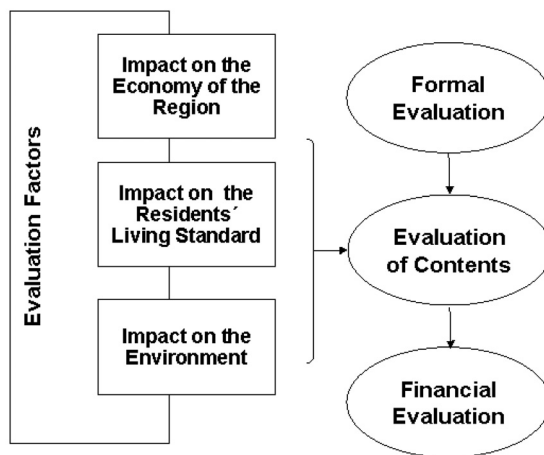 Evaluation Factors
Impact on the
Economy of the
Region
Impact on the
Residents´
Living Standard
Impact on the
Environment
Formal
Evaluation
Evaluation
of Contents
Financial
Evaluation